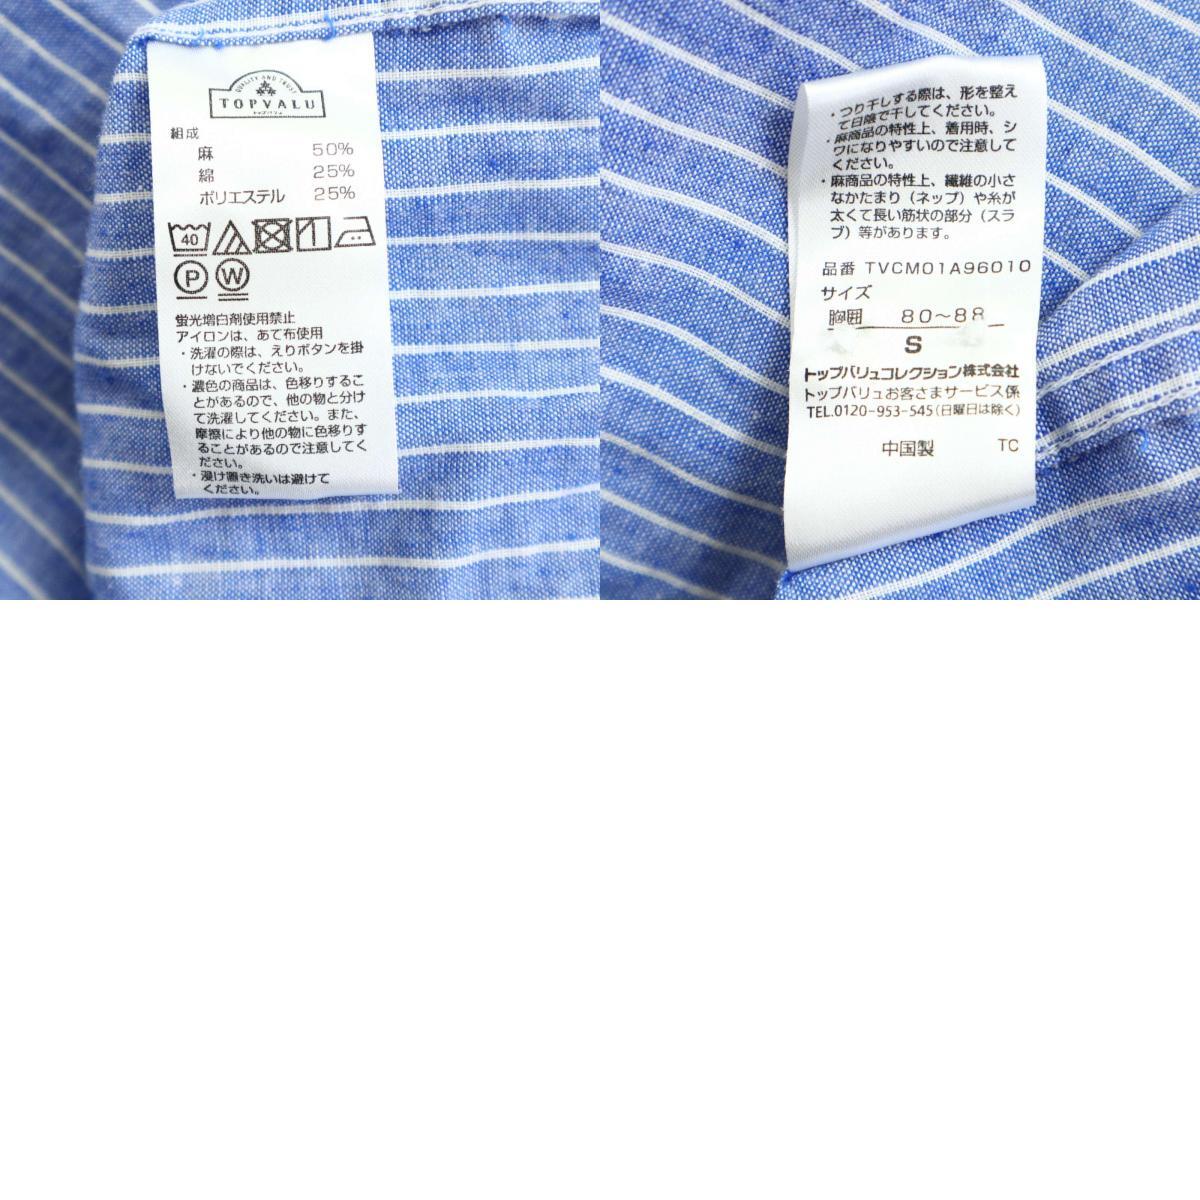 QUALITY AND TRUST
TOPVALU
トップバリュ
組成
麻 50%
綿 25%
ポリエステル 25%
40
P W
蛍光増白剤使用禁止
アイロンは、あて布使用
・洗濯の際は、えりボタンを掛
けないでください。
・濃色の商品は、色移りするこ
とがあるので、他の物と分け
て洗濯してください。また、
摩擦により他の物に色移りす
ることがあるので注意してく
ださい。
・浸け置き洗いは避けて
ください。
・つり干しする際は、形を整え
て日陰で干してください。
・麻商品の特性上、着用時、シ
ワになりやすいので注意して
ください。
・麻商品の特性上、繊維の小さ
なかたまり（ネップ）や糸が
太くて長い筋状の部分（スラ
ブ）等があります。
品番 TVCM01A96010
サイズ
胸囲 80～88
S
トップバリュコレクション株式会社
トップバリュお客さまサービス係
TEL.0120-953-545(日曜日は除く)
中国製 TC